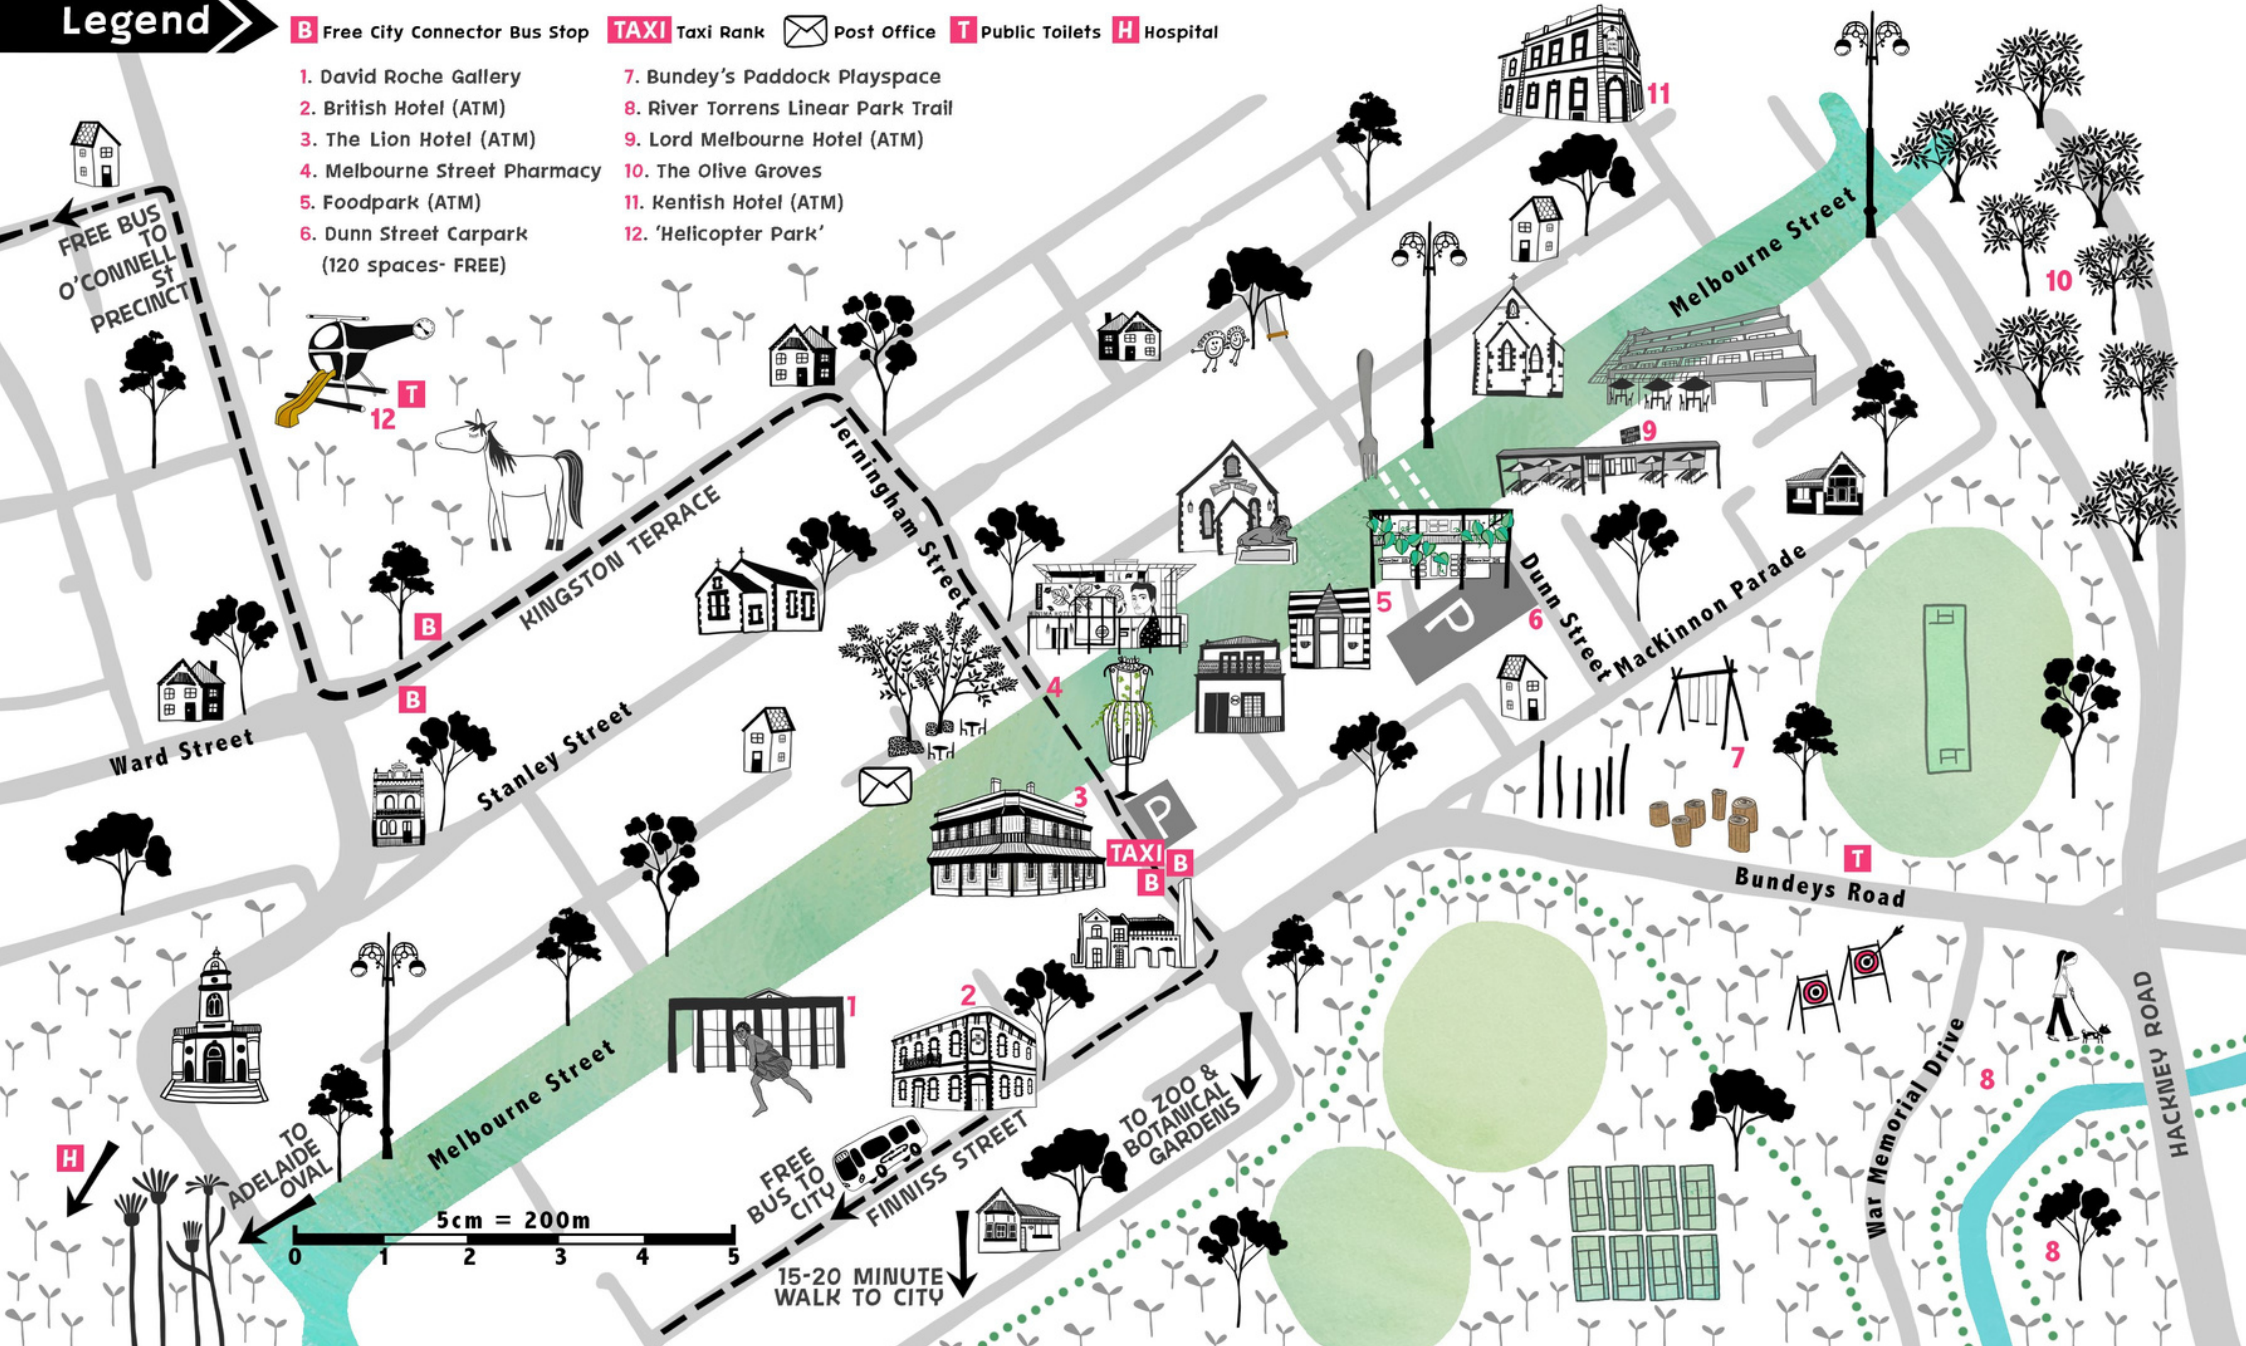 Legend
B Free City Connector Bus Stop TAXI Taxi Rank Post Office T Public Toilets H Hospital
1. David Roche Gallery
2. British Hotel (ATM)
3. The Lion Hotel (ATM)
4. Melbourne Street Pharmacy
5. Foodpark (ATM)
6. Dunn Street Carpark
(120 spaces- FREE)
7. Bundey's Paddock Playspace
8. River Torrens Linear Park Trail
9. Lord Melbourne Hotel (ATM)
10. The Olive Groves
11. Kentish Hotel (ATM)
12. 'Helicopter Park'
11
FREE BUS
TO
O'CONNELL
St
PRECINCT
Melbourne Street
10
T
12
Jerningham Street
9
KINGSTON TERRACE
B
B
5
P
6
Dunn Street
MacKinnon Parade
4
Ward Street
Stanley Street
7
3
P
TAXI
B
B
T
Bundeys Road
1
2
HACKNEY ROAD
War Memorial Drive
8
Melbourne Street
TO ZOO &
BOTANICAL
GARDENS
H
TO
ADELAIDE
OVAL
FREE
BUS TO
CITY
FINNISS STREET
5cm = 200m
0 1 2 3 4 5
15-20 MINUTE
WALK TO CITY
8